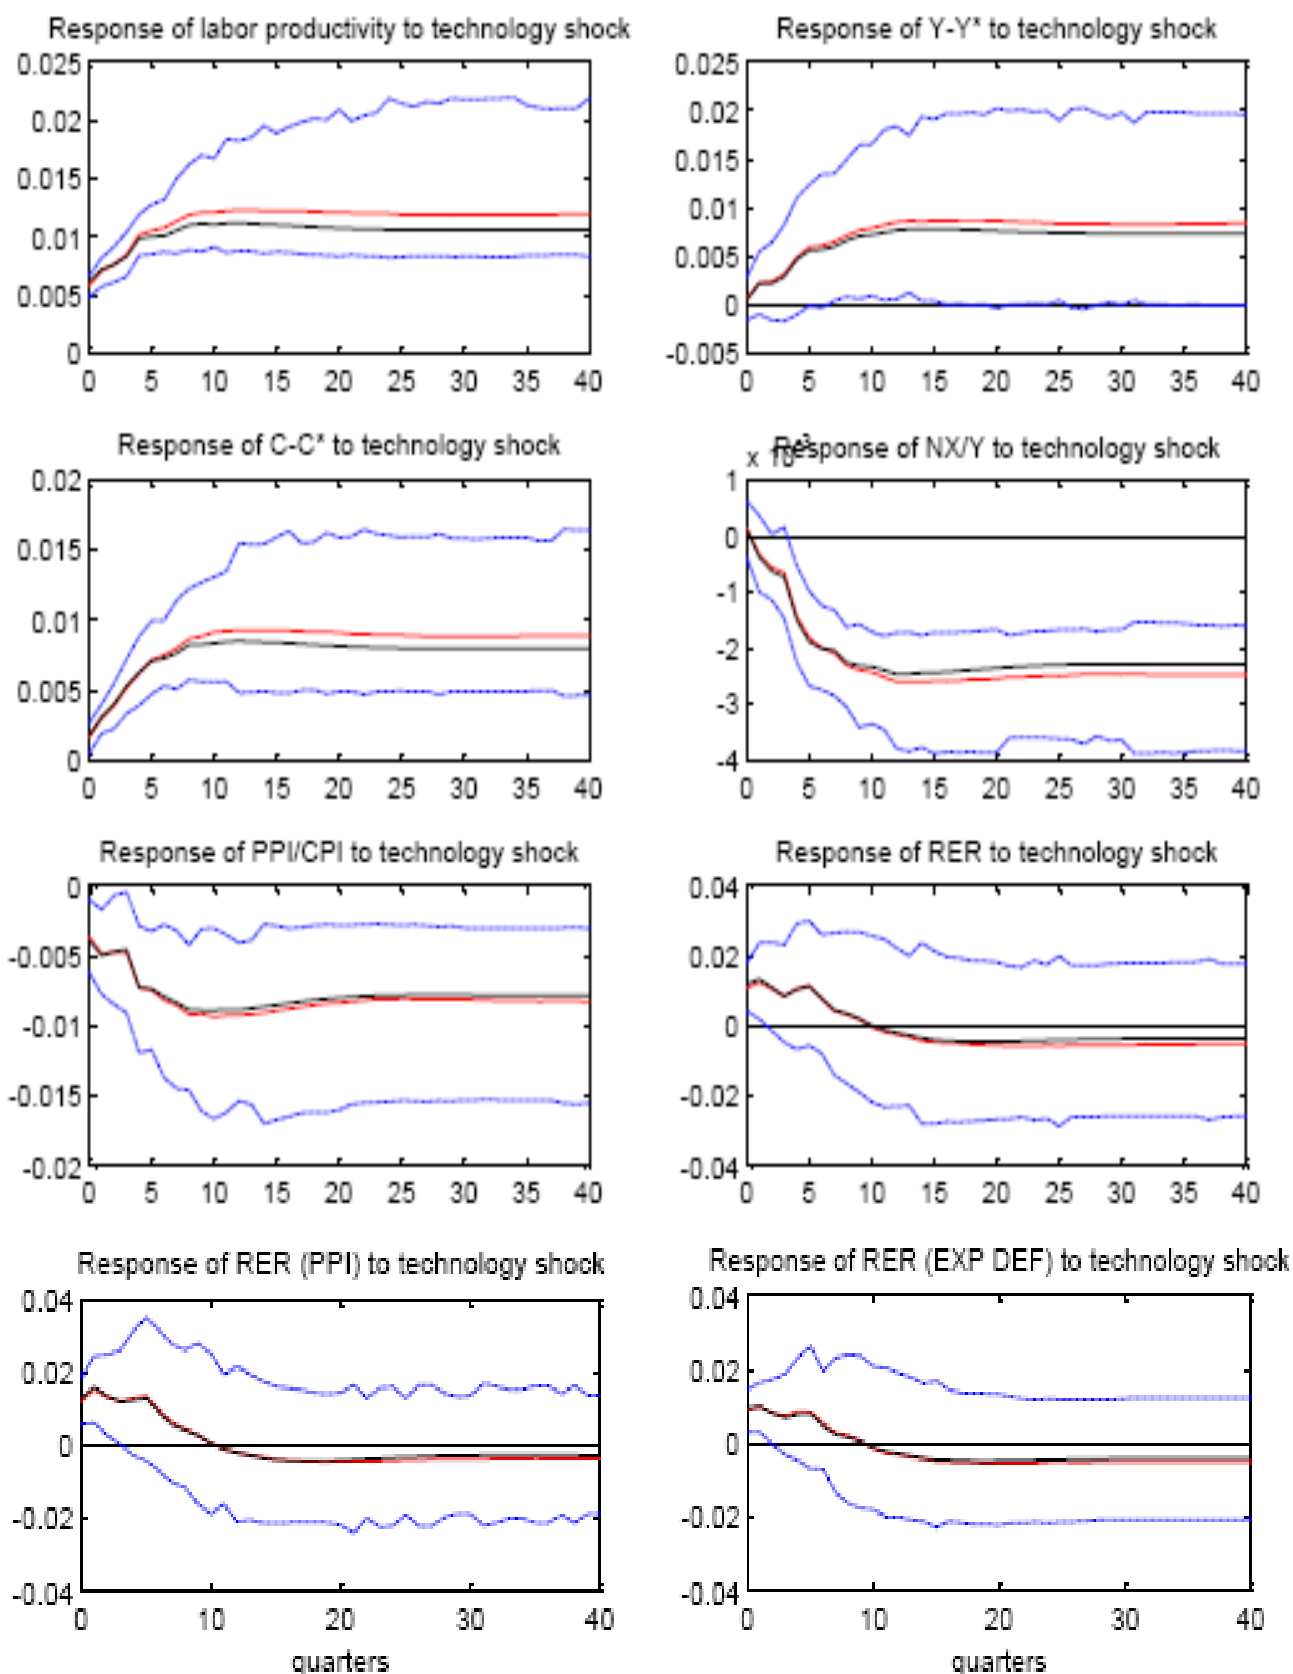 Response of labor productivity to technology shock
0.025
0.02
0.015
0.01
0.005
0
0 5 10 15 20 25 30 35 40
Response of Y-Y* to technology shock
0.025
0.02
0.015
0.01
0.005
0
-0.005
0 5 10 15 20 25 30 35 40
Response of C-C* to technology shock
0.02
0.015
0.01
0.005
0
0 5 10 15 20 25 30 35 40
Response of NX/Y to technology shock
x 10-3
1
0
-1
-2
-3
-4
0 5 10 15 20 25 30 35 40
Response of PPI/CPI to technology shock
0
-0.005
-0.01
-0.015
-0.02
0 5 10 15 20 25 30 35 40
Response of RER to technology shock
0.04
0.02
0
-0.02
-0.04
0 5 10 15 20 25 30 35 40
Response of RER (PPI) to technology shock
0.04
0.02
0
-0.02
-0.04
0 10 20 30 40
quarters
Response of RER (EXP DEF) to technology shock
0.04
0.02
0
-0.02
-0.04
0 10 20 30 40
quarters